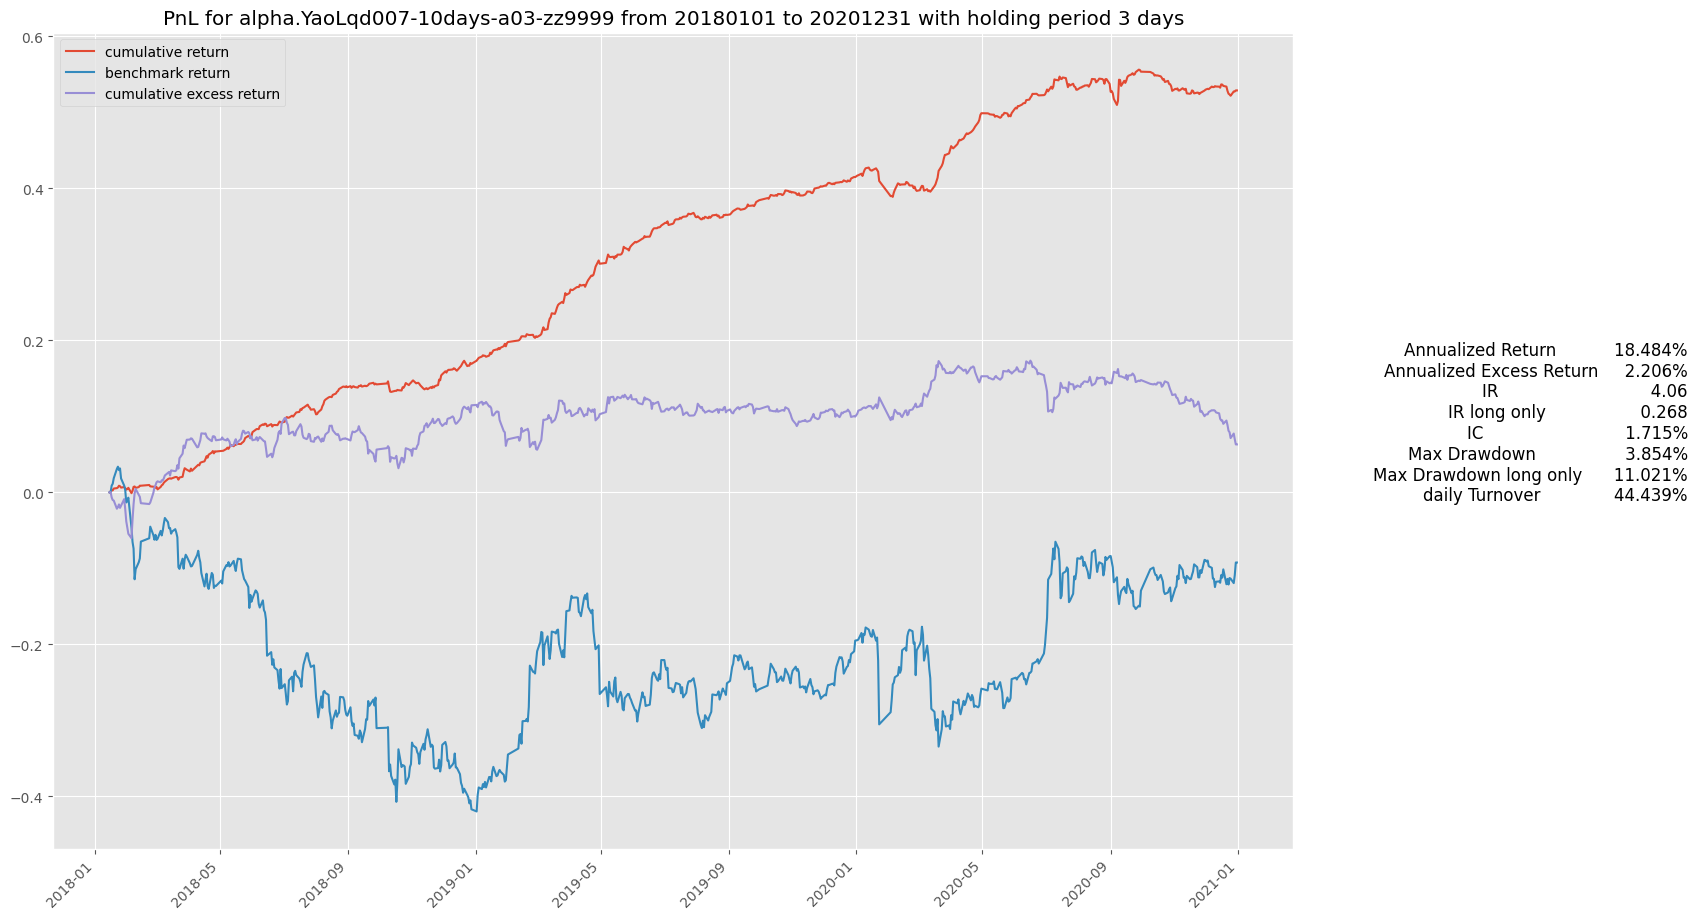 PnL for alpha.YaoLqd007-10days-a03-zz9999 from 20180101 to 20201231 with holding period 3 days
cumulative return
benchmark return
cumulative excess return
0.6
0.4
0.2
0.0
−0.2
−0.4
2018-01
2018-05
2018-09
2019-01
2019-05
2019-09
2020-01
2020-05
2020-09
2021-01
Annualized Return 18.484%
Annualized Excess Return 2.206%
IR 4.06
IR long only 0.268
IC 1.715%
Max Drawdown 3.854%
Max Drawdown long only 11.021%
daily Turnover 44.439%